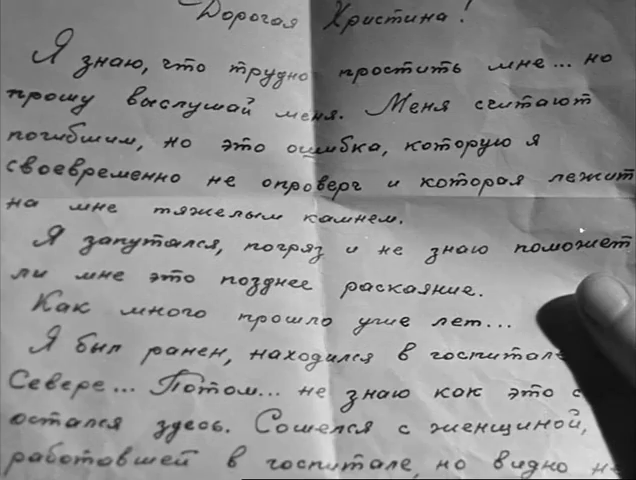 Дорогая Христина!
Я знаю, что трудно простить мне... но
прошу выслушай меня. Меня считают
погибшим, но это ошибка, которую я
своевременно не опроверг и которая лежит
на мне тяжелым камнем.
Я запутался, погряз и не знаю поможет
ли мне это позднее раскаяние.
Как много прошло уже лет...
Я был ранен, находился в госпитале
Севере... Потом... не знаю как это с
остался здесь. Сошелся с женщиной,
работавшей в госпитале, но видно не